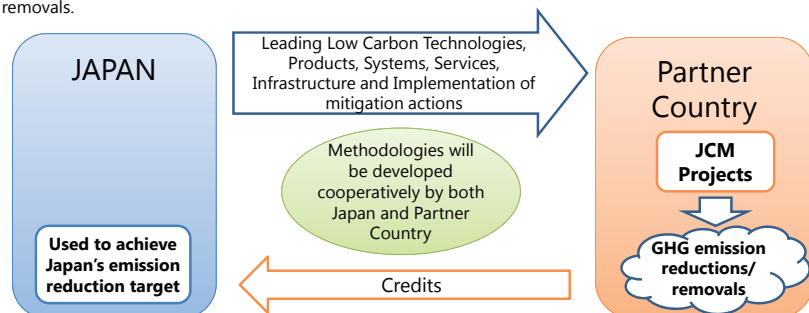 removals.
JAPAN
Leading Low Carbon Technologies,
Products, Systems, Services,
Infrastructure and Implementation of
mitigation actions
Partner
Country
JCM
Projects
Methodologies will
be developed
cooperatively by both
Japan and Partner
Country
Used to achieve
Japan’s emission
reduction target
Credits
GHG emission
reductions/
removals